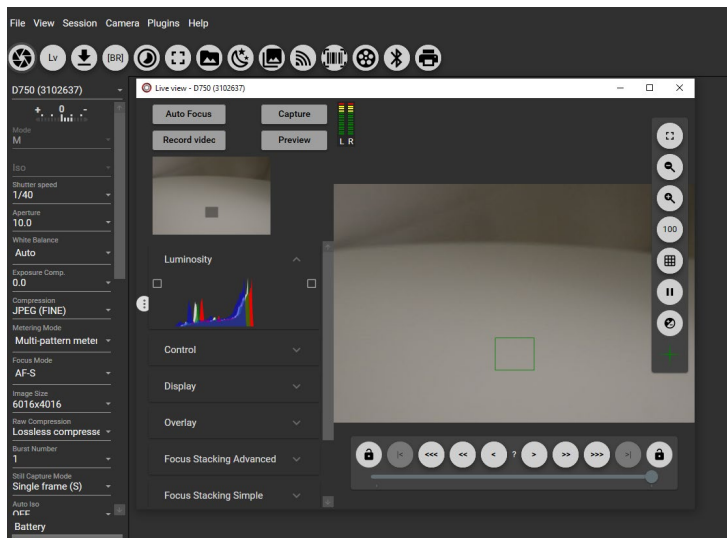 File View Session Camera Plugins Help
Lv [BR]
D750 (3102637)
+ 0 -
Mode
M
Iso
Shutter speed
1/40
Aperture
10.0
White Balance
Auto
Exposure Comp.
0.0
Compression
JPEG (FINE)
Metering Mode
Multi-pattern meter
Focus Mode
AF-S
Image Size
6016x4016
Raw Compression
Lossless compresse
Burst Number
1
Still Capture Mode
Single frame (S)
Auto Iso
OFF
Battery
Live view - D750 (3102637)
Auto Focus Capture
Record video Preview
L R
Luminosity
Control
Display
Overlay
Focus Stacking Advanced
Focus Stacking Simple
100
|< <<< << < ? > >> >>> >|